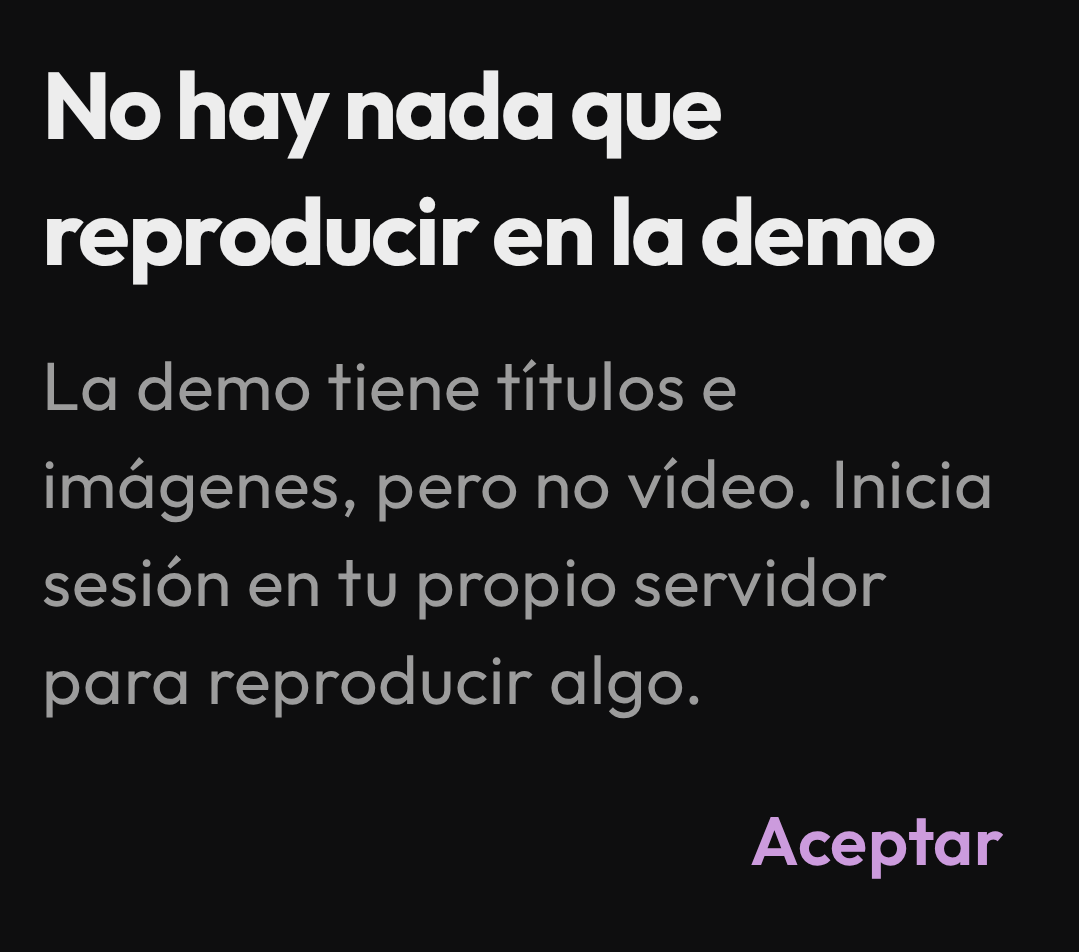 No hay nada que
reproducir en la demo
La demo tiene títulos e
imágenes, pero no vídeo. Inicia
sesión en tu propio servidor
para reproducir algo.
Aceptar